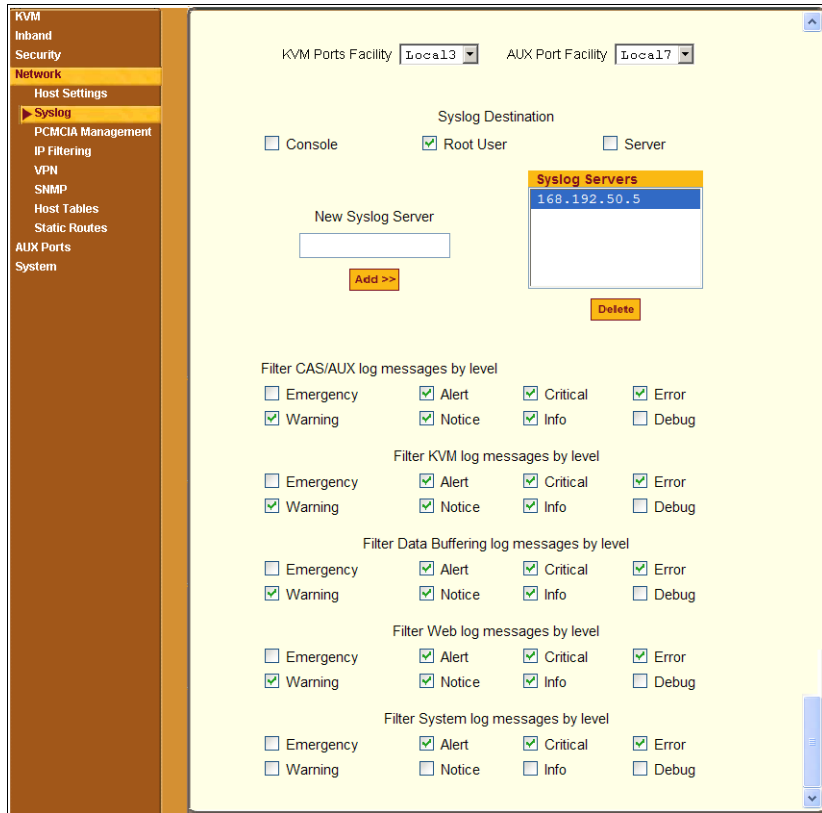 KVM
Inband
Security
Network
Host Settings
Syslog
PCMCIA Management
IP Filtering
VPN
SNMP
Host Tables
Static Routes
AUX Ports
System
KVM Ports Facility Local3 AUX Port Facility Local7
Syslog Destination
Console Root User Server
Syslog Servers
168.192.50.5
New Syslog Server
Add >>
Delete
Filter CAS/AUX log messages by level
Emergency Alert Critical Error
Warning Notice Info Debug
Filter KVM log messages by level
Emergency Alert Critical Error
Warning Notice Info Debug
Filter Data Buffering log messages by level
Emergency Alert Critical Error
Warning Notice Info Debug
Filter Web log messages by level
Emergency Alert Critical Error
Warning Notice Info Debug
Filter System log messages by level
Emergency Alert Critical Error
Warning Notice Info Debug